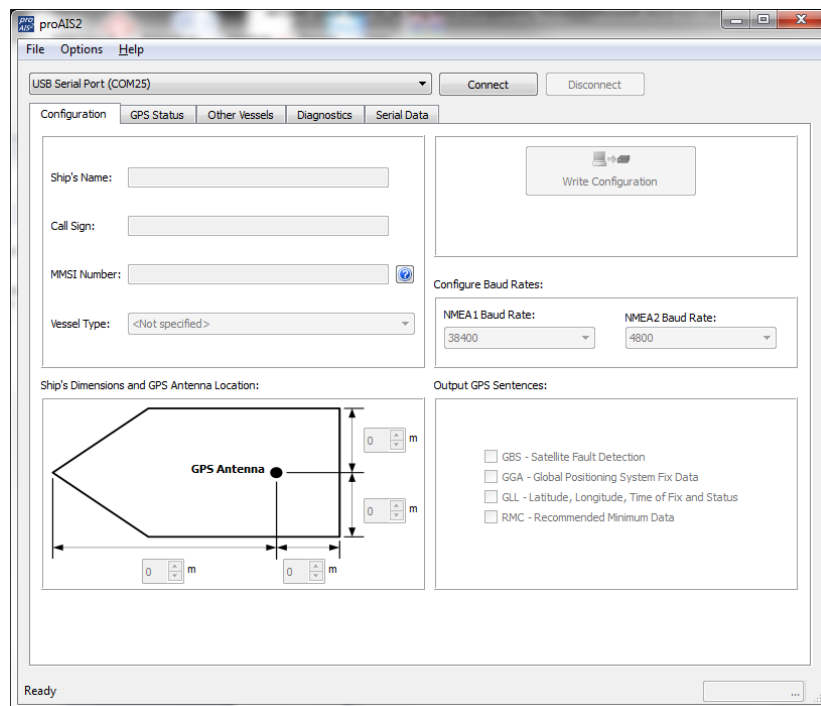 pro AIS2 proAIS2
File Options Help
USB Serial Port (COM25) Connect Disconnect
Configuration GPS Status Other Vessels Diagnostics Serial Data
Ship's Name:
Call Sign:
MMSI Number:
Vessel Type: <Not specified>
Write Configuration
Configure Baud Rates:
NMEA1 Baud Rate: NMEA2 Baud Rate:
38400 4800
Ship's Dimensions and GPS Antenna Location:
GPS Antenna
0 m
0 m
0 m 0 m
Output GPS Sentences:
GBS - Satellite Fault Detection
GGA - Global Positioning System Fix Data
GLL - Latitude, Longitude, Time of Fix and Status
RMC - Recommended Minimum Data
Ready ...